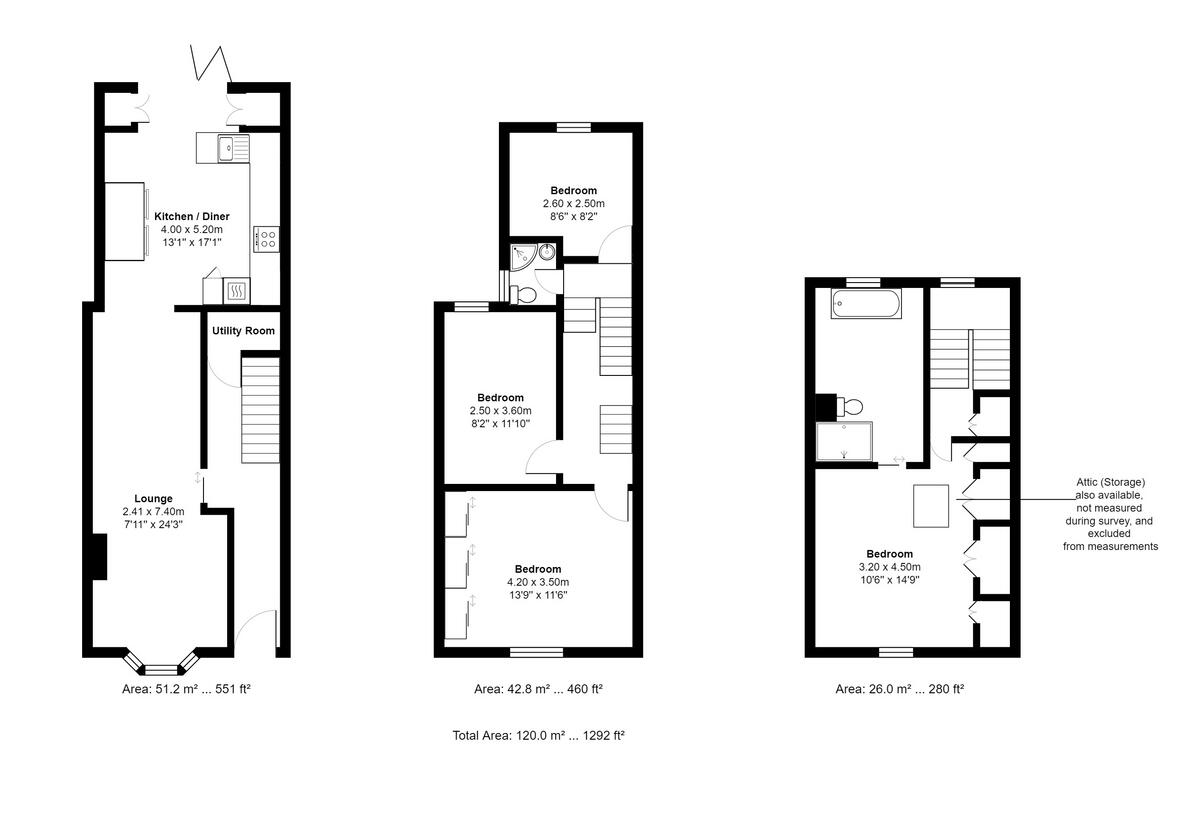 Kitchen / Diner
4.00 x 5.20m
13'1" x 17'1"
Utility Room
Lounge
2.41 x 7.40m
7'11" x 24'3"
Area: 51.2 m² ... 551 ft²
Bedroom
2.60 x 2.50m
8'6" x 8'2"
Bedroom
2.50 x 3.60m
8'2" x 11'10"
Bedroom
4.20 x 3.50m
13'9" x 11'6"
Area: 42.8 m² ... 460 ft²
Bedroom
3.20 x 4.50m
10'6" x 14'9"
Attic (Storage)
also available,
not measured
during survey, and
excluded
from measurements
Area: 26.0 m² ... 280 ft²
Total Area: 120.0 m² ... 1292 ft²